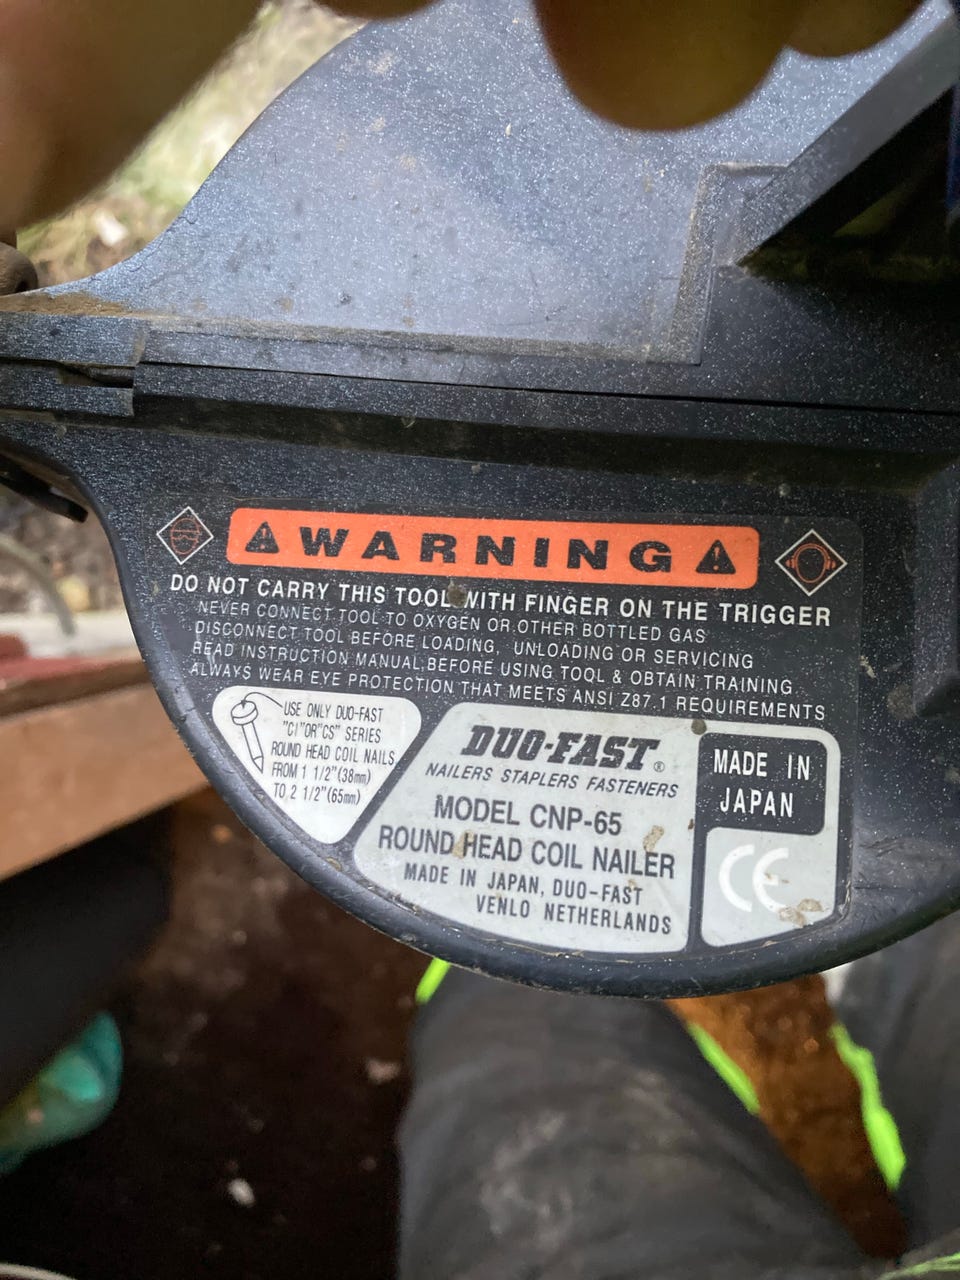 WARNING
DO NOT CARRY THIS TOOL WITH FINGER ON THE TRIGGER
NEVER CONNECT TOOL TO OXYGEN OR OTHER BOTTLED GAS
DISCONNECT TOOL BEFORE LOADING, UNLOADING OR SERVICING
READ INSTRUCTION MANUAL BEFORE USING TOOL & OBTAIN TRAINING
ALWAYS WEAR EYE PROTECTION THAT MEETS ANSI Z87.1 REQUIREMENTS
USE ONLY DUO-FAST
"CI"OR"CS" SERIES
ROUND HEAD COIL NAILS
FROM 1 1/2"(38mm)
TO 2 1/2"(65mm)
DUO-FAST®
NAILERS STAPLERS FASTENERS
MODEL CNP-65
ROUND HEAD COIL NAILER
MADE IN JAPAN, DUO-FAST
VENLO NETHERLANDS
MADE IN
JAPAN
CE